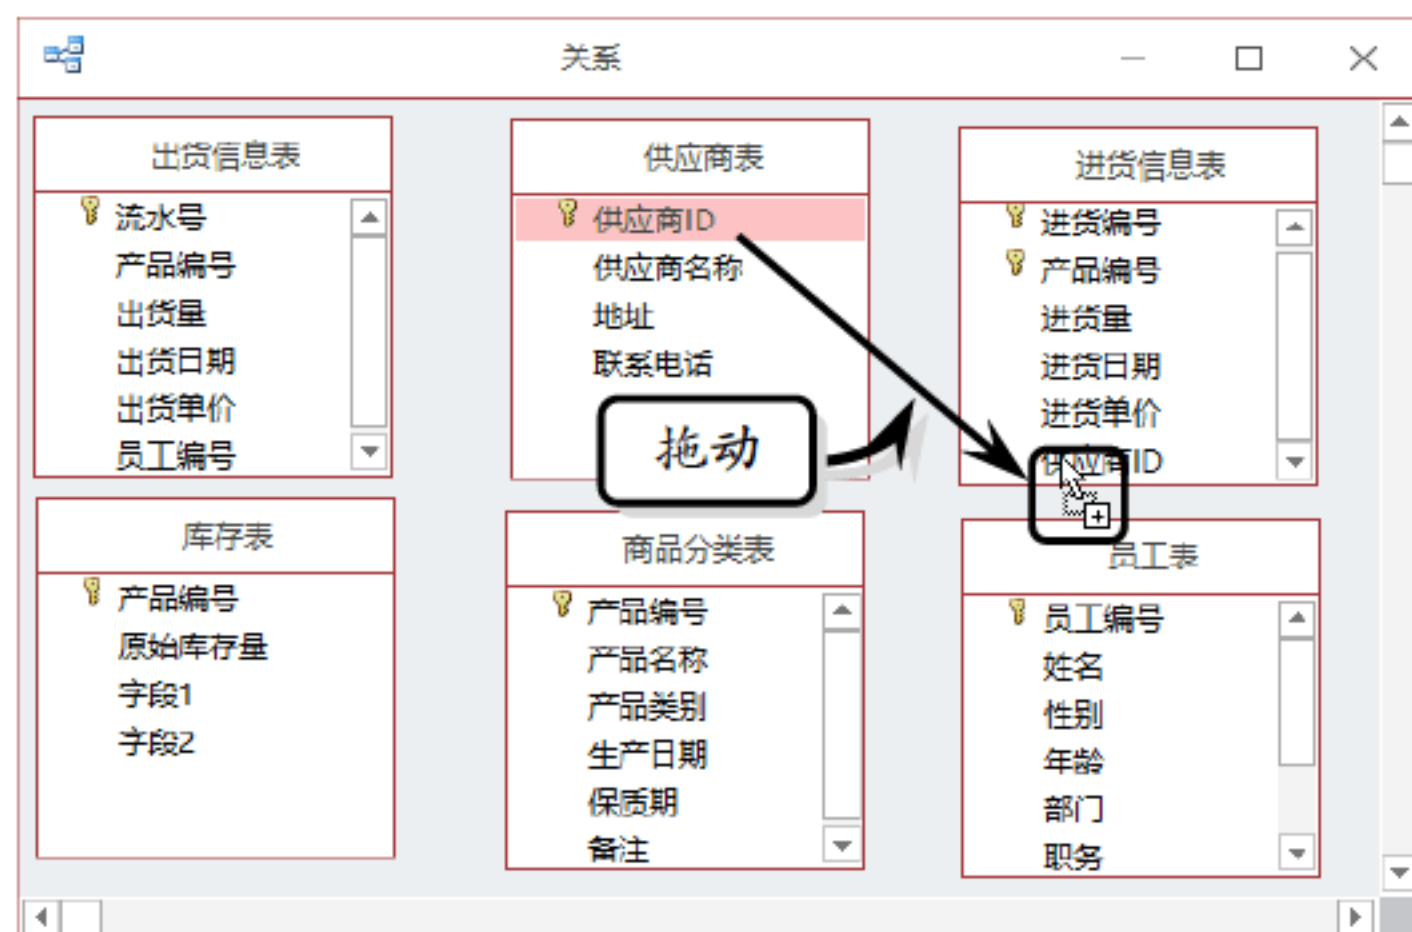 关系
出货信息表
流水号
产品编号
出货量
出货日期
出货单价
员工编号
供应商表
供应商ID
供应商名称
地址
联系电话
拖动
进货信息表
进货编号
产品编号
进货量
进货日期
进货单价
供应商ID
库存表
产品编号
原始库存量
字段1
字段2
商品分类表
产品编号
产品名称
产品类别
生产日期
保质期
备注
员工表
员工编号
姓名
性别
年龄
部门
职务